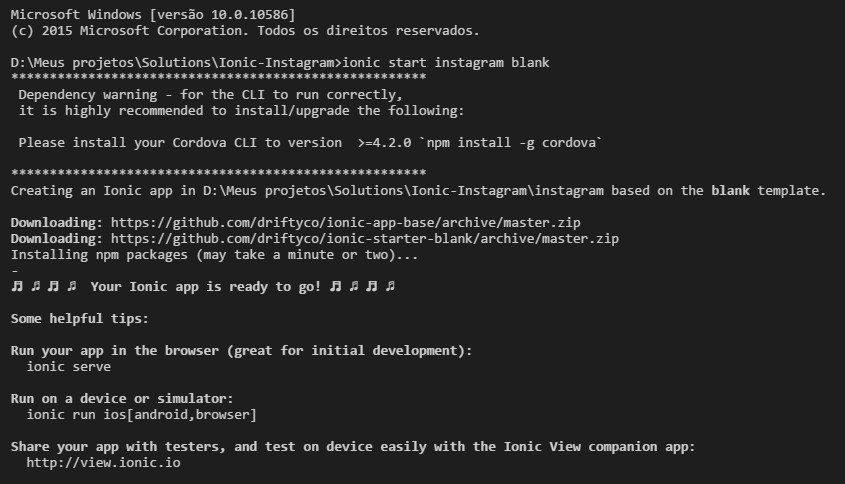 Microsoft Windows [versão 10.0.10586]
(c) 2015 Microsoft Corporation. Todos os direitos reservados.
D:\Meus projetos\Solutions\Ionic-Instagram>ionic start instagram blank
******************************************************
Dependency warning - for the CLI to run correctly,
it is highly recommended to install/upgrade the following:
Please install your Cordova CLI to version  >=4.2.0 `npm install -g cordova`
******************************************************
Creating an Ionic app in D:\Meus projetos\Solutions\Ionic-Instagram\instagram based on the blank template.
Downloading: https://github.com/driftyco/ionic-app-base/archive/master.zip
Downloading: https://github.com/driftyco/ionic-starter-blank/archive/master.zip
Installing npm packages (may take a minute or two)...
-
♬ ♫ ♬ ♫  Your Ionic app is ready to go! ♬ ♫ ♬ ♫
Some helpful tips:
Run your app in the browser (great for initial development):
ionic serve
Run on a device or simulator:
ionic run ios[android,browser]
Share your app with testers, and test on device easily with the Ionic View companion app:
http://view.ionic.io